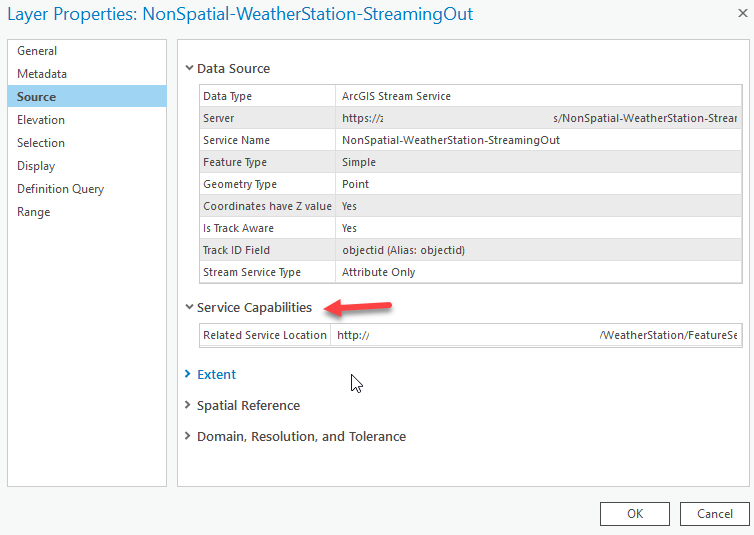 Layer Properties: NonSpatial-WeatherStation-StreamingOut
General
Metadata
Source
Elevation
Selection
Display
Definition Query
Range
Data Source
Data Type ArcGIS Stream Service
Server https:// s/NonSpatial-WeatherStation-Strear
Service Name NonSpatial-WeatherStation-StreamingOut
Feature Type Simple
Geometry Type Point
Coordinates have Z value Yes
Is Track Aware Yes
Track ID Field objectid (Alias: objectid)
Stream Service Type Attribute Only
Service Capabilities
Related Service Location http:/ /WeatherStation/FeatureSe
Extent
Spatial Reference
Domain, Resolution, and Tolerance
OK Cancel